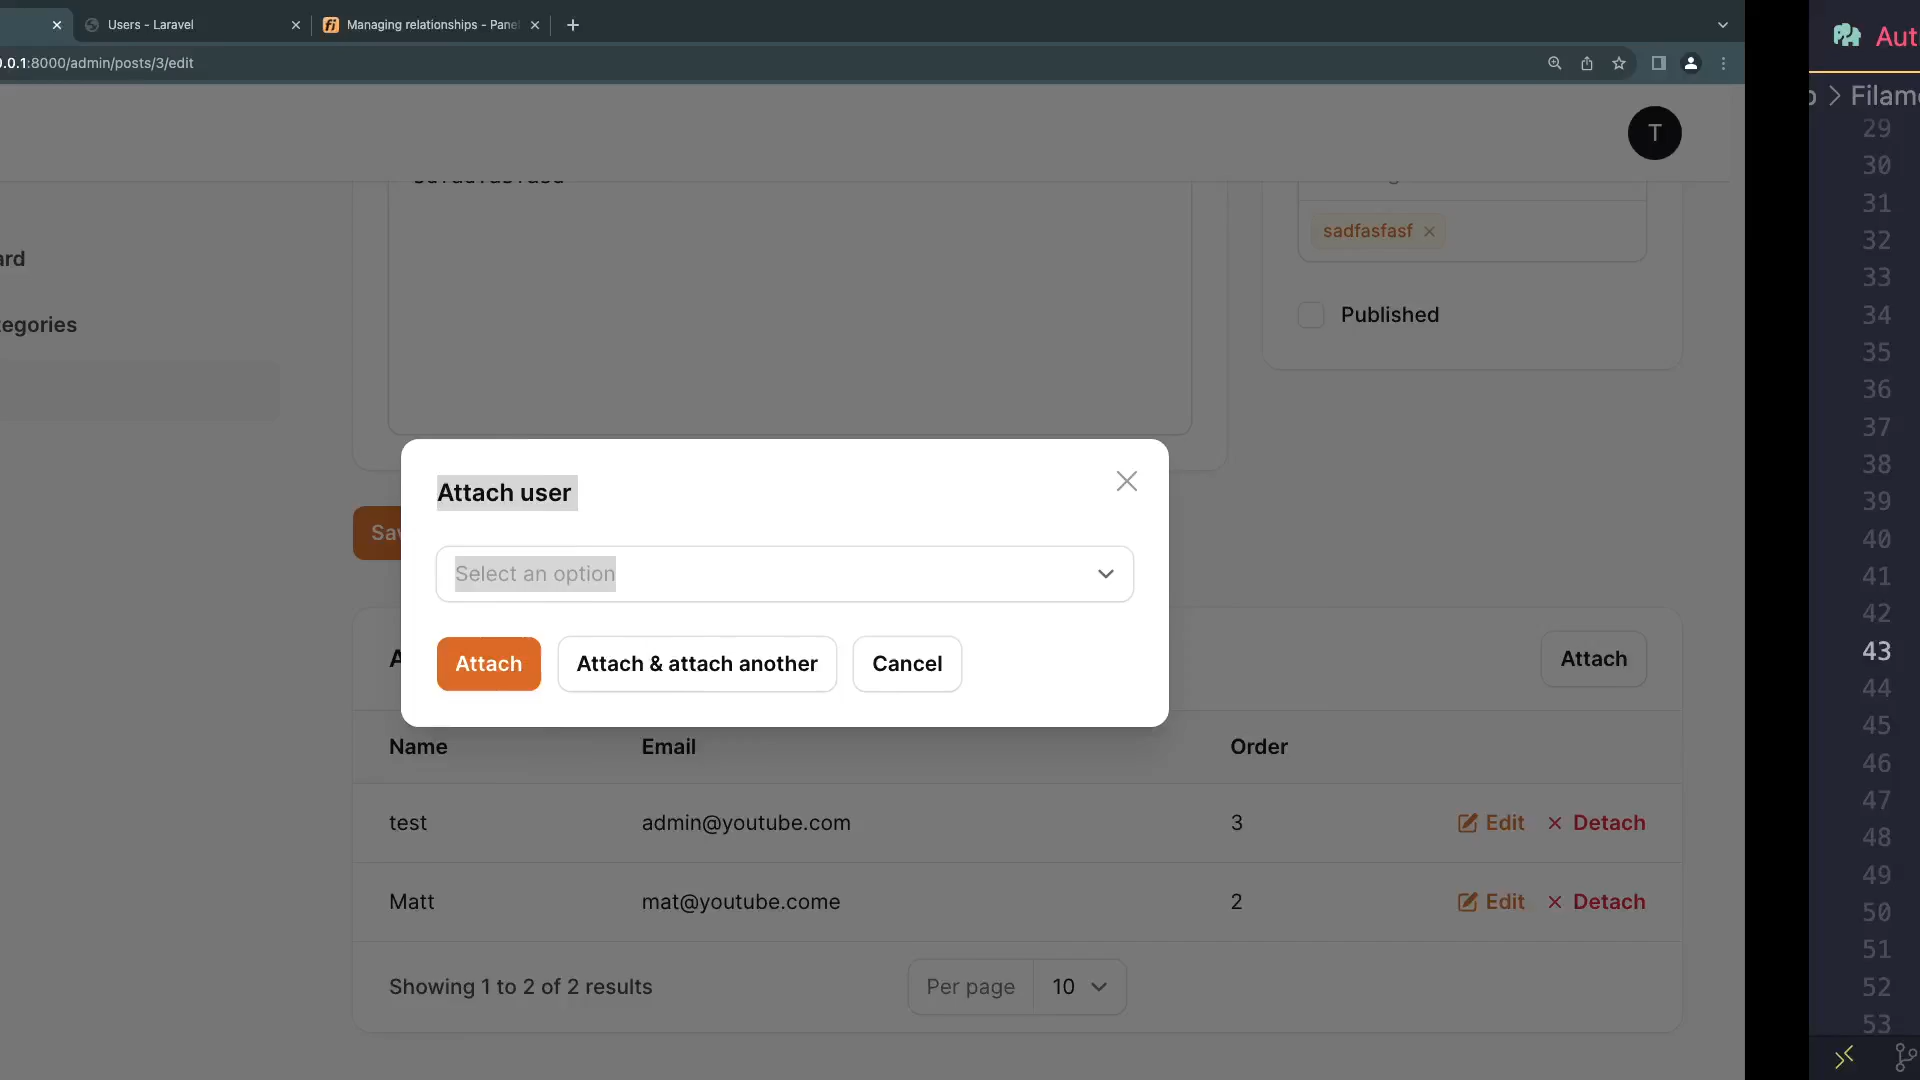 Users - Laravel
Managing relationships - Pane
0.0.1:8000/admin/posts/3/edit
Aut
Filam
T
sadfasfasf
ard
tegories
Published
Attach user
Select an option
Sav
Attach
Attach & attach another
Cancel
A
Attach
Name Email Order
test admin@youtube.com 3 Edit Detach
Matt mat@youtube.come 2 Edit Detach
Showing 1 to 2 of 2 results
Per page 10
29
30
31
32
33
34
35
36
37
38
39
40
41
42
43
44
45
46
47
48
49
50
51
52
53